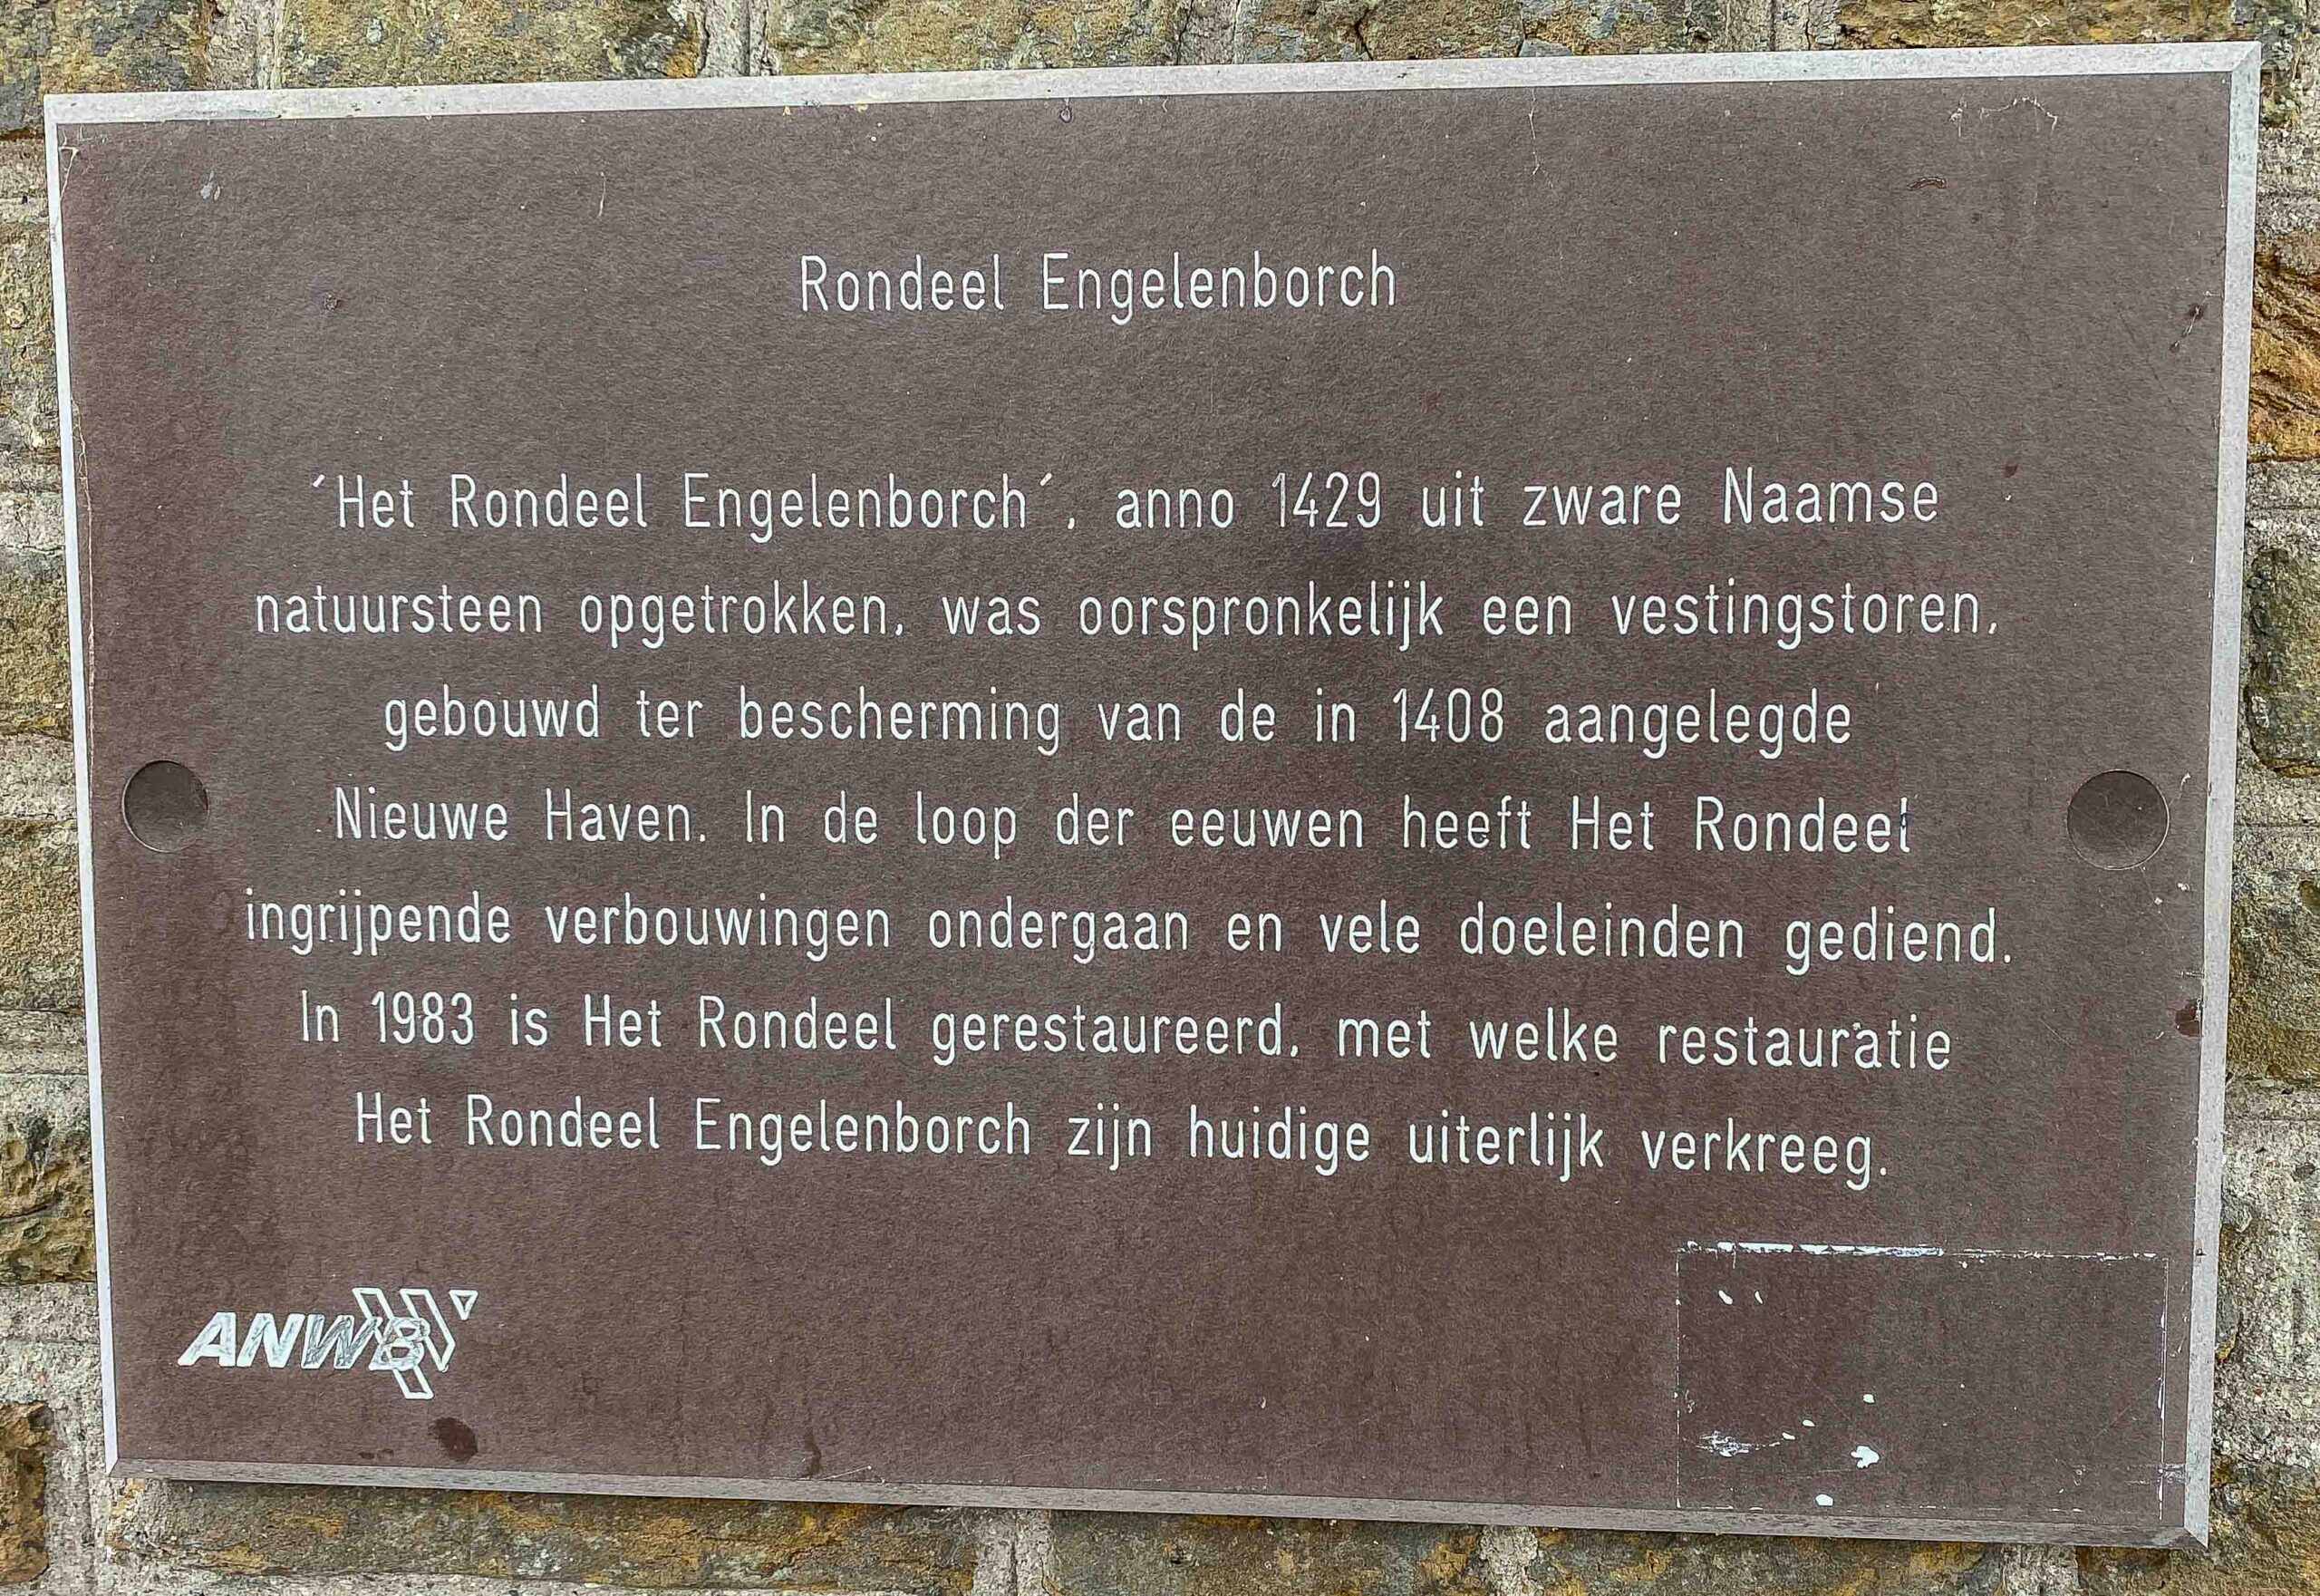 Rondeel Engelenborch
´Het Rondeel Engelenborch´, anno 1429 uit zware Naamse
natuursteen opgetrokken, was oorspronkelijk een vestingstoren,
gebouwd ter bescherming van de in 1408 aangelegde
Nieuwe Haven. In de loop der eeuwen heeft Het Rondeel
ingrijpende verbouwingen ondergaan en vele doeleinden gediend.
In 1983 is Het Rondeel gerestaureerd, met welke restauratie
Het Rondeel Engelenborch zijn huidige uiterlijk verkreeg.
ANWB